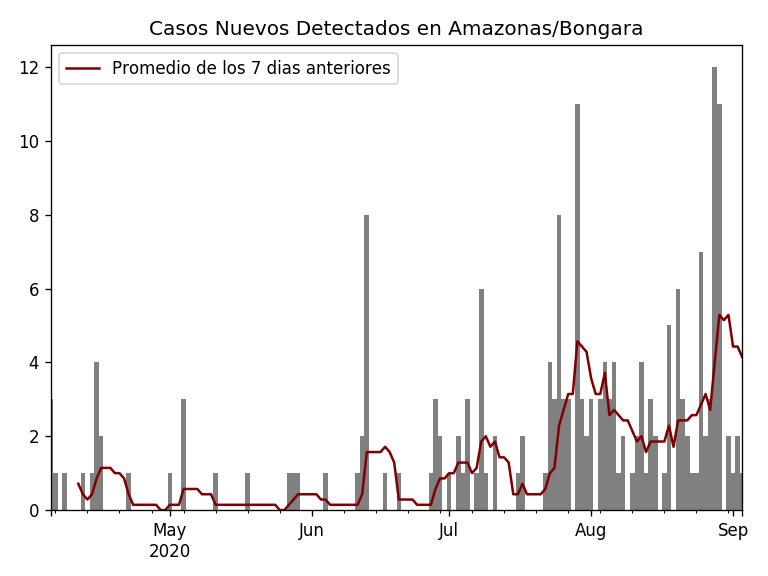 Casos Nuevos Detectados en Amazonas/Bongara
Promedio de los 7 dias anteriores
12
10
8
6
4
2
0
May
2020
Jun
Jul
Aug
Sep